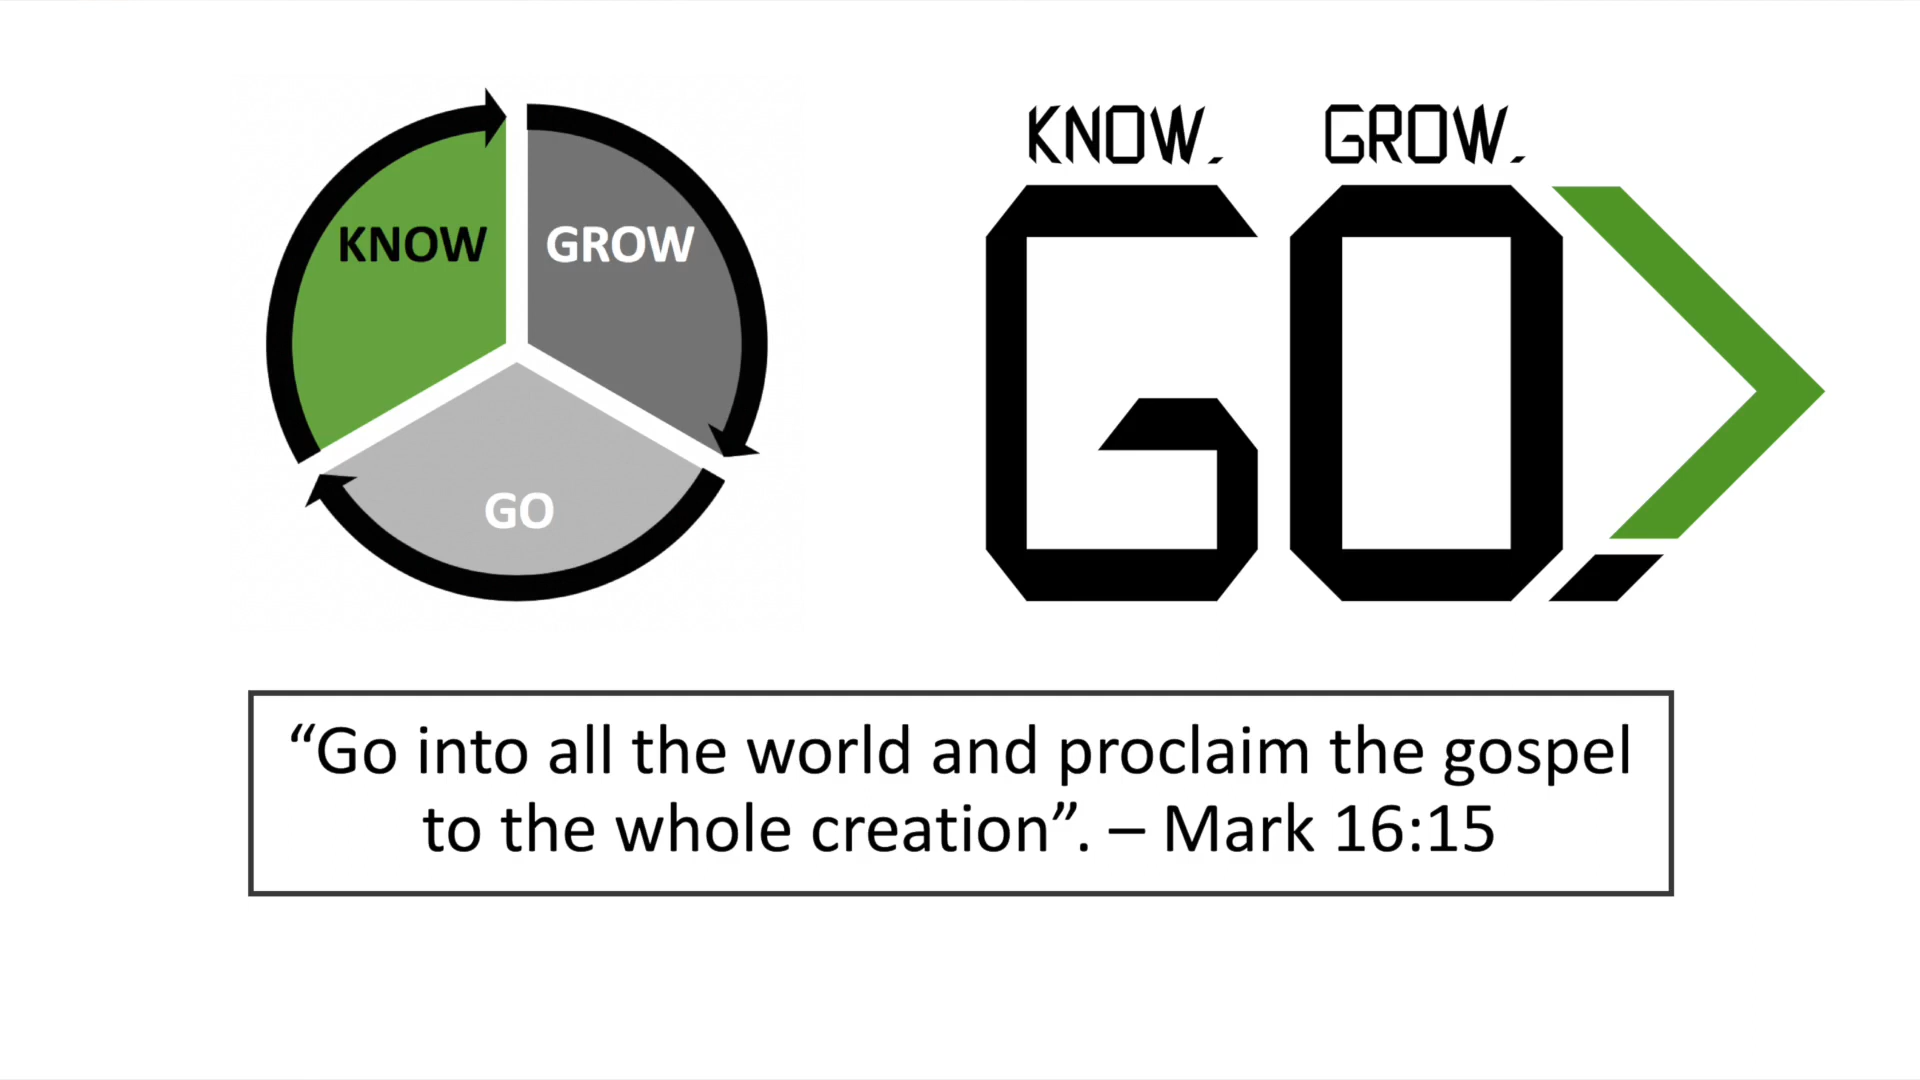 KNOW
GROW
GO
KNOW. GROW.
GO.
“Go into all the world and proclaim the gospel
to the whole creation”. – Mark 16:15